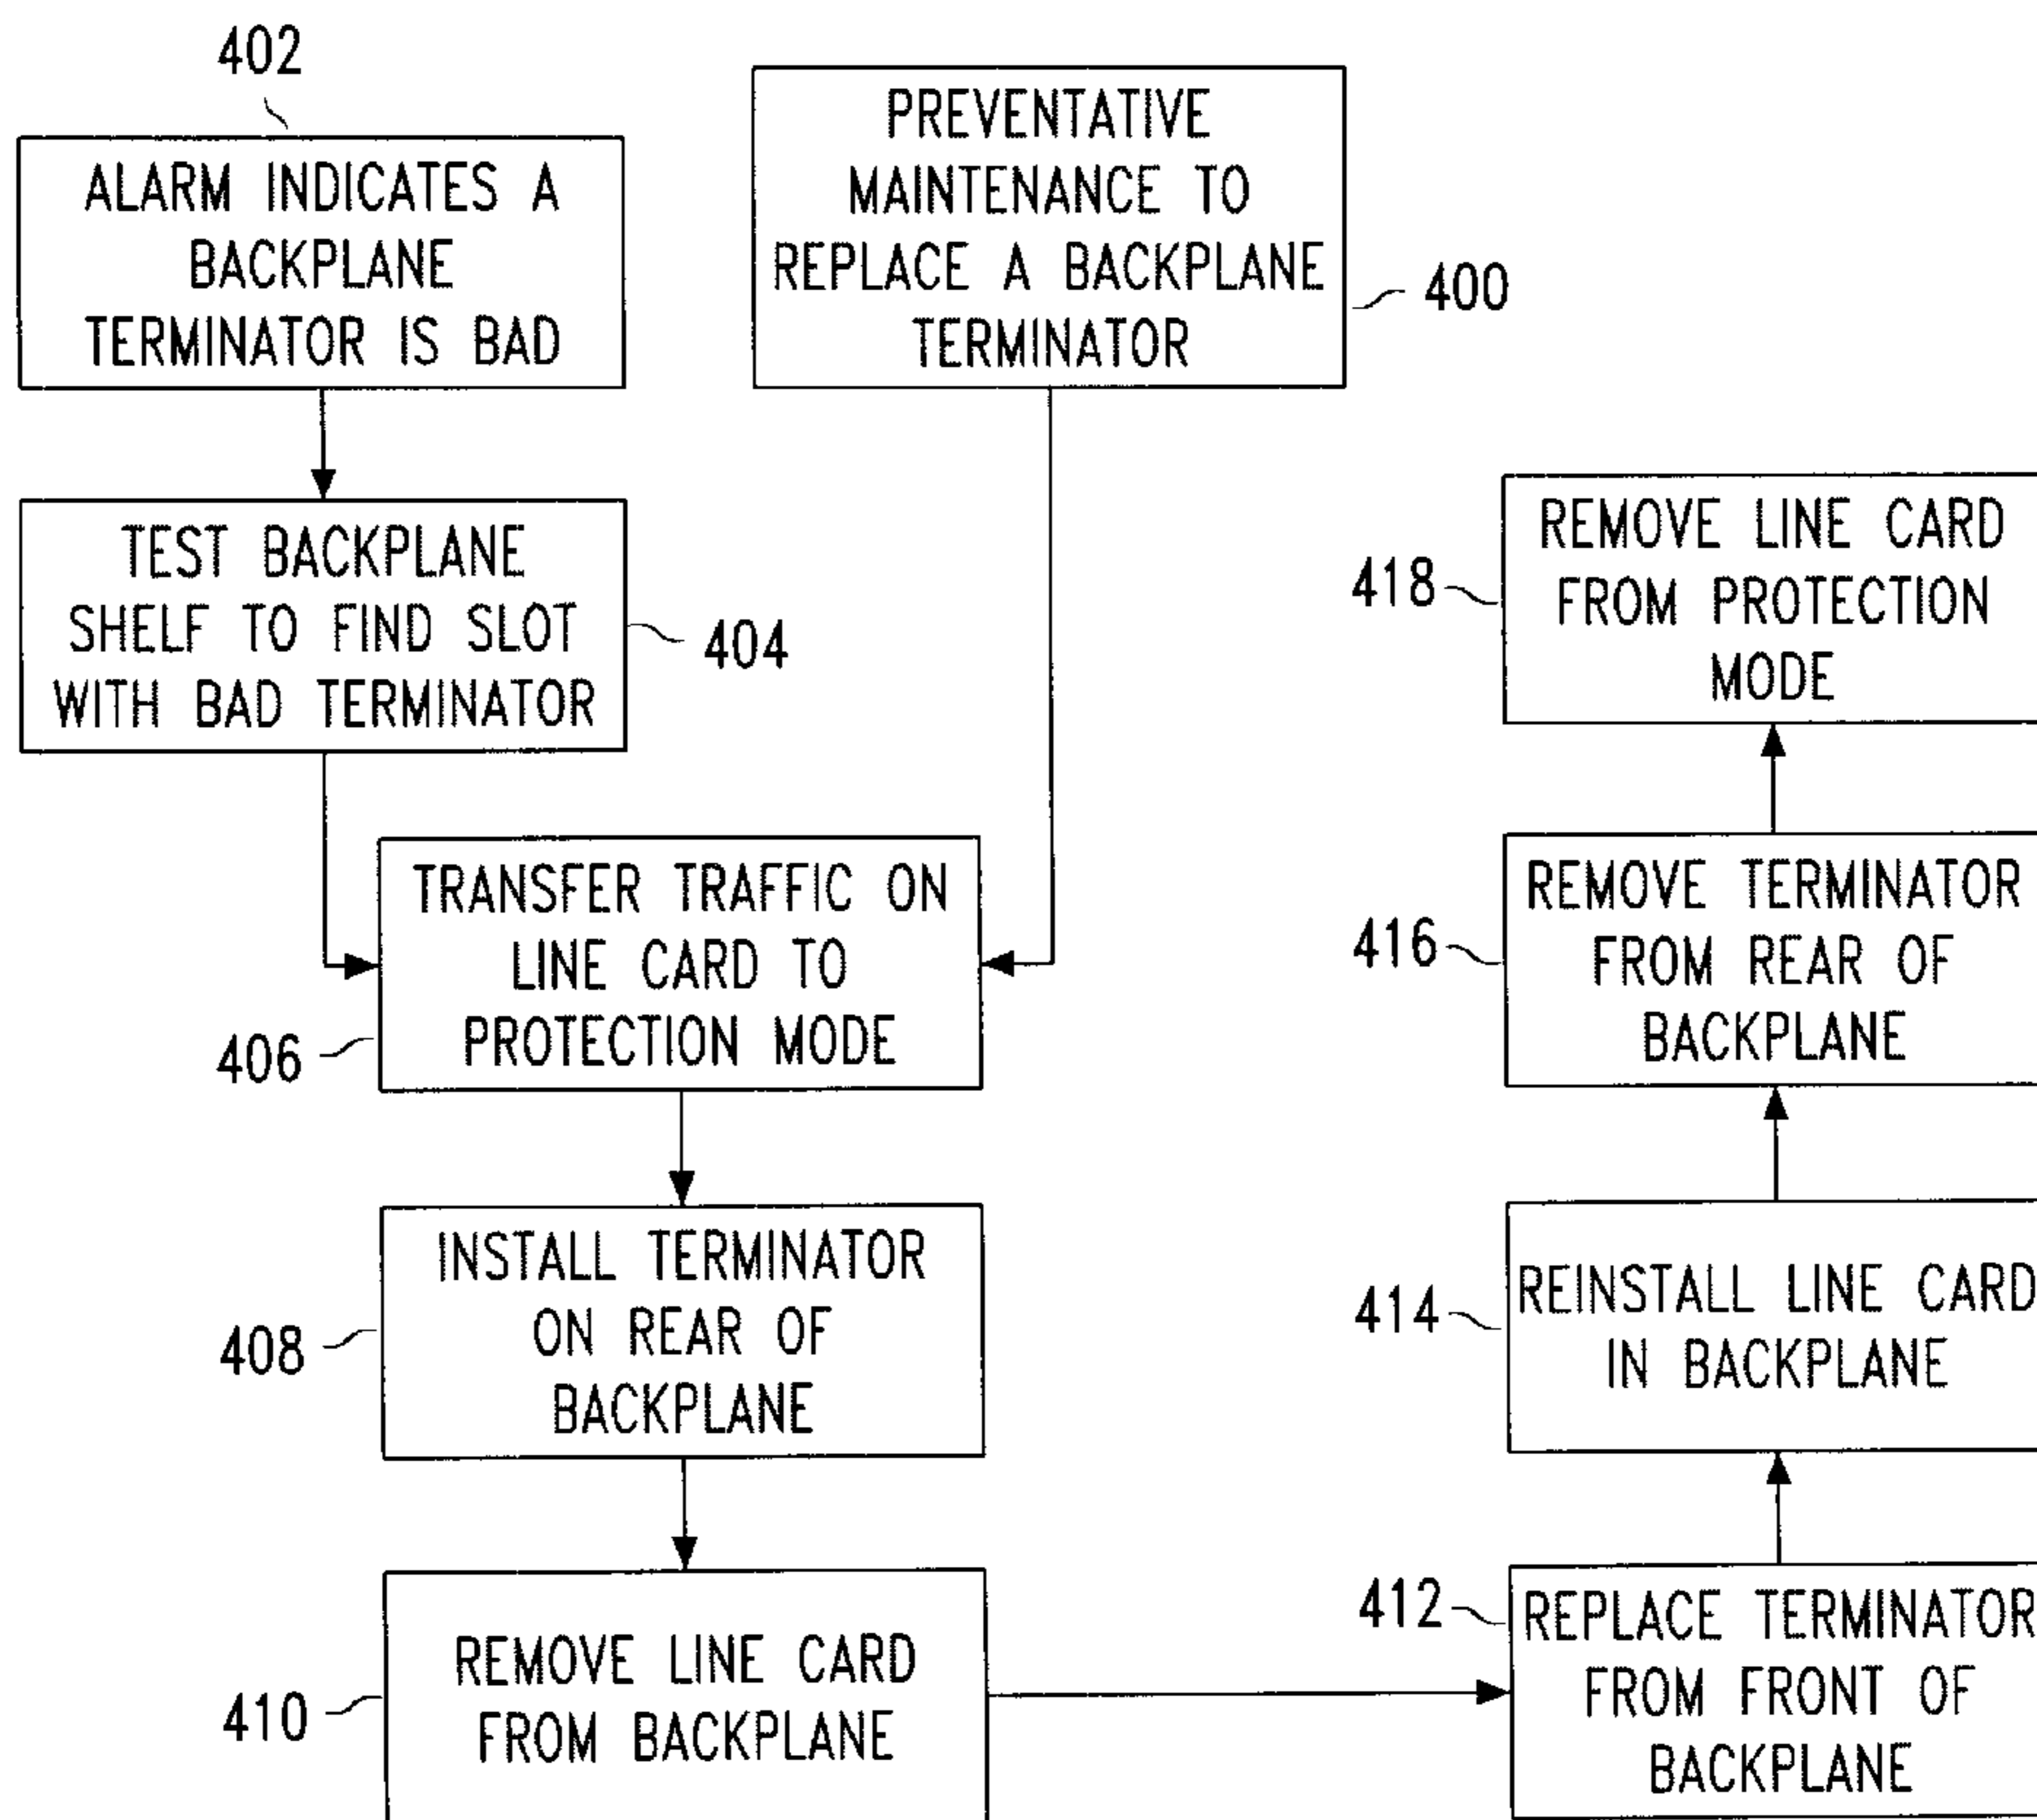 402
ALARM INDICATES A
BACKPLANE
TERMINATOR IS BAD
PREVENTATIVE
MAINTENANCE TO
REPLACE A BACKPLANE
TERMINATOR
400
TEST BACKPLANE
SHELF TO FIND SLOT
WITH BAD TERMINATOR
404
TRANSFER TRAFFIC ON
LINE CARD TO
PROTECTION MODE
406
INSTALL TERMINATOR
ON REAR OF
BACKPLANE
408
REMOVE LINE CARD
FROM BACKPLANE
410
412
REPLACE TERMINATOR
FROM FRONT OF
BACKPLANE
414
REINSTALL LINE CARD
IN BACKPLANE
416
REMOVE TERMINATOR
FROM REAR OF
BACKPLANE
418
REMOVE LINE CARD
FROM PROTECTION
MODE